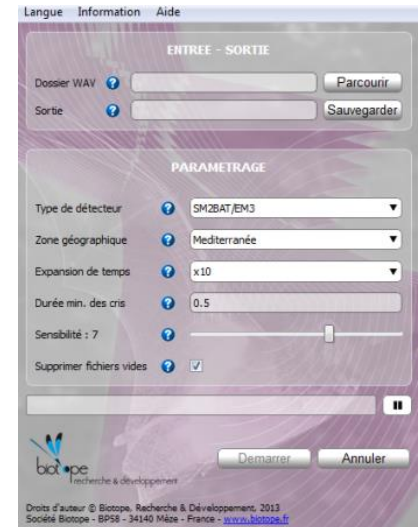 Langue Information Aide
ENTREE - SORTIE
Dossier WAV ? Parcourir
Sortie ? Sauvegarder
PARAMETRAGE
Type de détecteur ? SM2BAT/EM3
Zone géographique ? Mediterranée
Expansion de temps ? x10
Durée min. des cris ? 0.5
Sensibilité : 7 ?
Supprimer fichiers vides ?
biotope
recherche & développement
Demarrer Annuler
Droits d'auteur © Biotope, Recherche & Développement, 2013
Société Biotope - BP58 - 34140 Mèze - France - www.biotope.fr